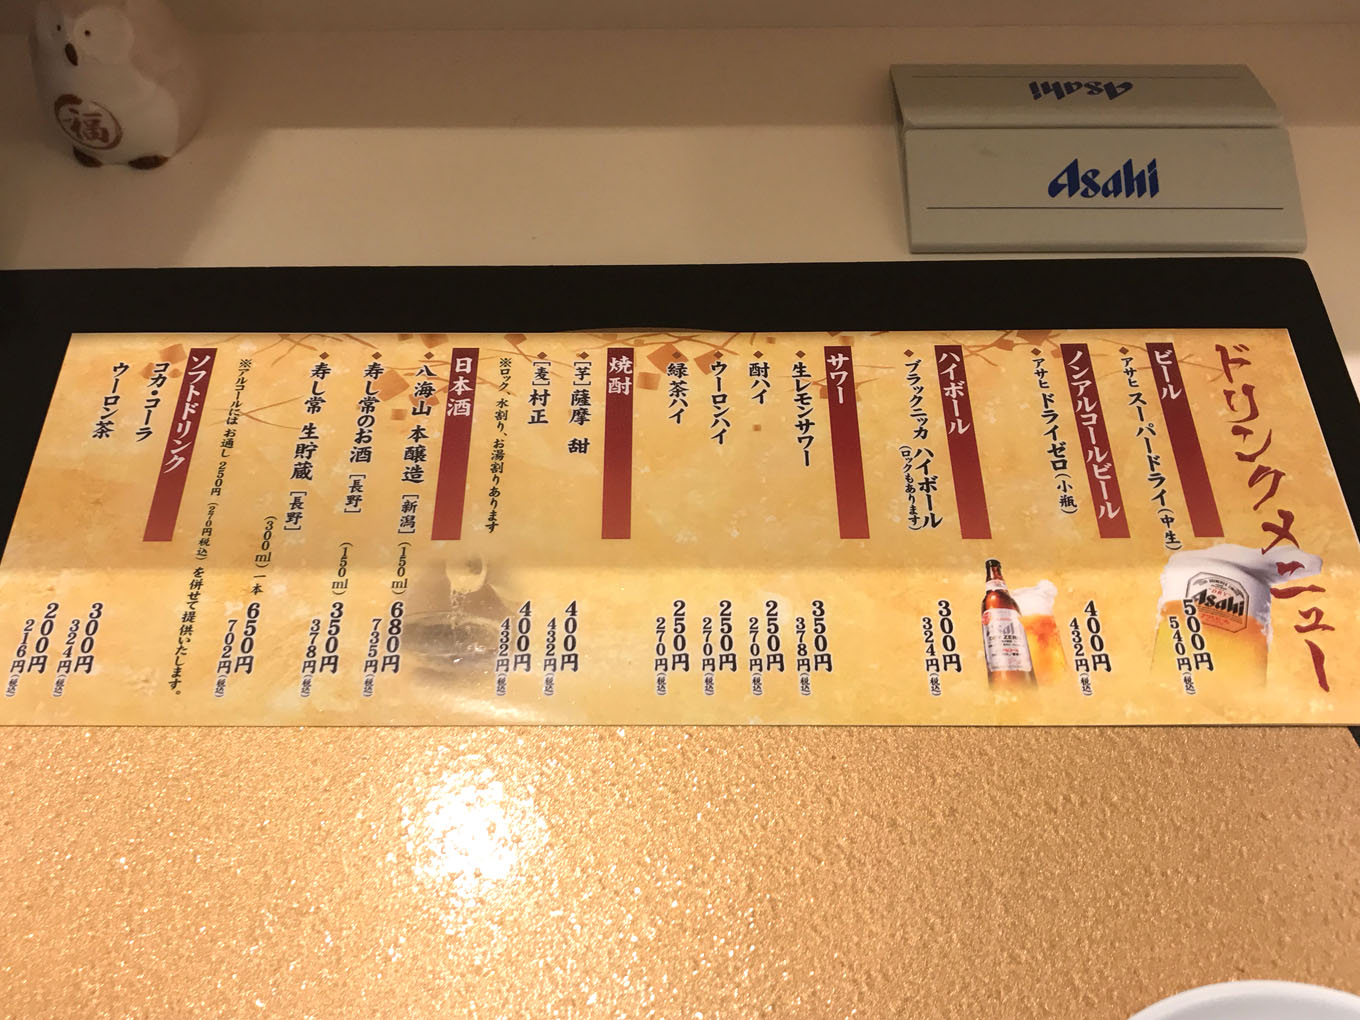 福
Asahi
Asahi
ドリンクメニュー
ビール
アサヒ スーパードライ(中生)
500円
540円(税込)
Asahi
ノンアルコールビール
アサヒ ドライゼロ(小瓶)
400円
432円(税込)
ハイボール
ブラックニッカ ハイボール
(ロックもあります)
300円
324円(税込)
サワー
生レモンサワー
350円
378円(税込)
酎ハイ
250円
270円(税込)
ウーロンハイ
250円
270円(税込)
緑茶ハイ
250円
270円(税込)
焼酎
[芋]薩摩 甜
400円
432円(税込)
[麦]村正
400円
432円(税込)
※ロック、水割り、お湯割りあります
日本酒
八海山 本醸造 [新潟] (150ml)
680円
735円(税込)
寿し常のお酒 [長野] (150ml)
350円
378円(税込)
寿し常 生貯蔵 [長野]
(300ml)一本
650円
702円(税込)
※アルコールには お通し 250円 (270円税込) を併せて提供いたします。
ソフトドリンク
コカ・コーラ
300円
324円(税込)
ウーロン茶
200円
216円(税込)